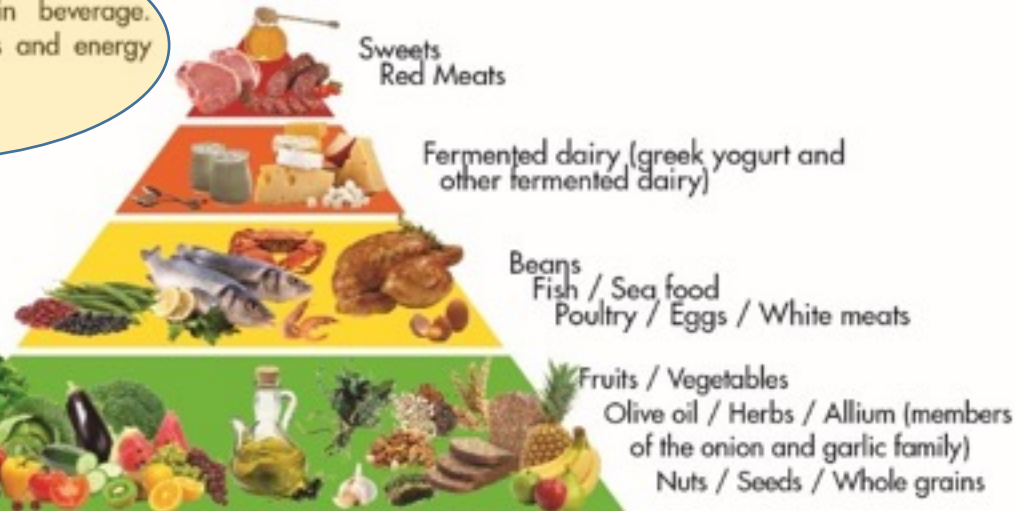 in beverage.
and energy
Sweets
Red Meats
Fermented dairy (greek yogurt and
other fermented dairy)
Beans
Fish / Sea food
Poultry / Eggs / White meats
Fruits / Vegetables
Olive oil / Herbs / Allium (members
of the onion and garlic family)
Nuts / Seeds / Whole grains